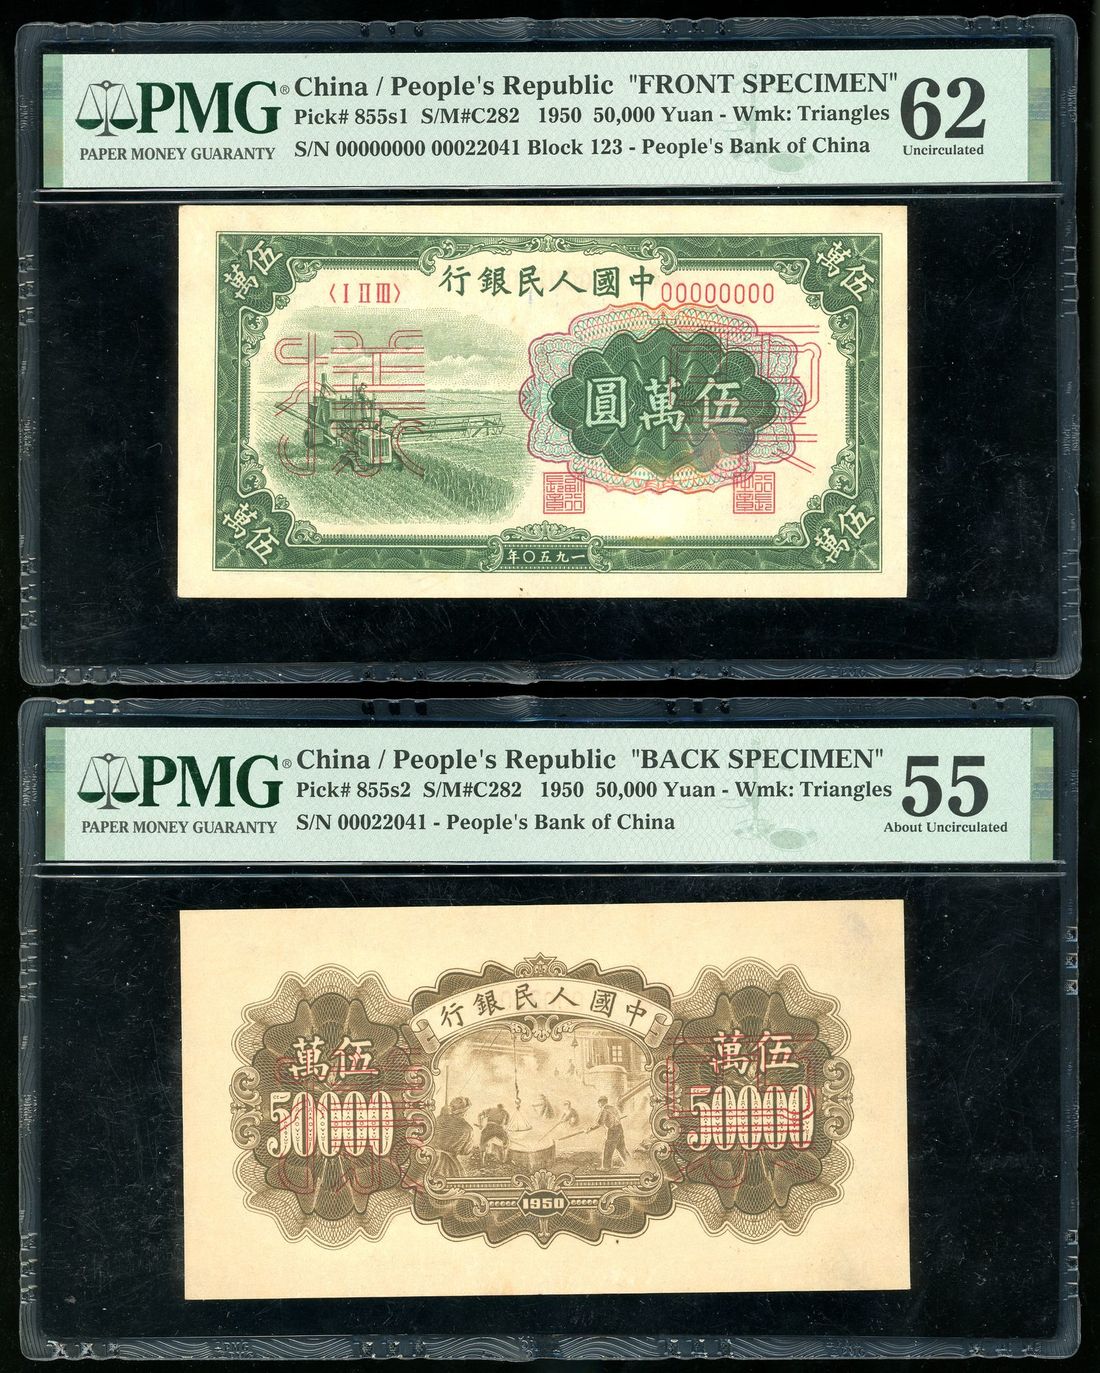 PMG® China / People's Republic "FRONT SPECIMEN" 62
Pick# 855s1 S/M#C282 1950 50,000 Yuan - Wmk: Triangles
PAPER MONEY GUARANTY S/N 00000000 00022041 Block 123 - People's Bank of China Uncirculated
萬伍
萬伍
行銀民人國中
〈I II III〉
00000000
樣
票
圓萬伍
萬伍
萬伍
年〇五九一
PMG® China / People's Republic "BACK SPECIMEN" 55
Pick# 855s2 S/M#C282 1950 50,000 Yuan - Wmk: Triangles
PAPER MONEY GUARANTY S/N 00022041 - People's Bank of China About Uncirculated
行銀民人國中
萬伍
萬伍
50000
50000
1950
PMG
PMG